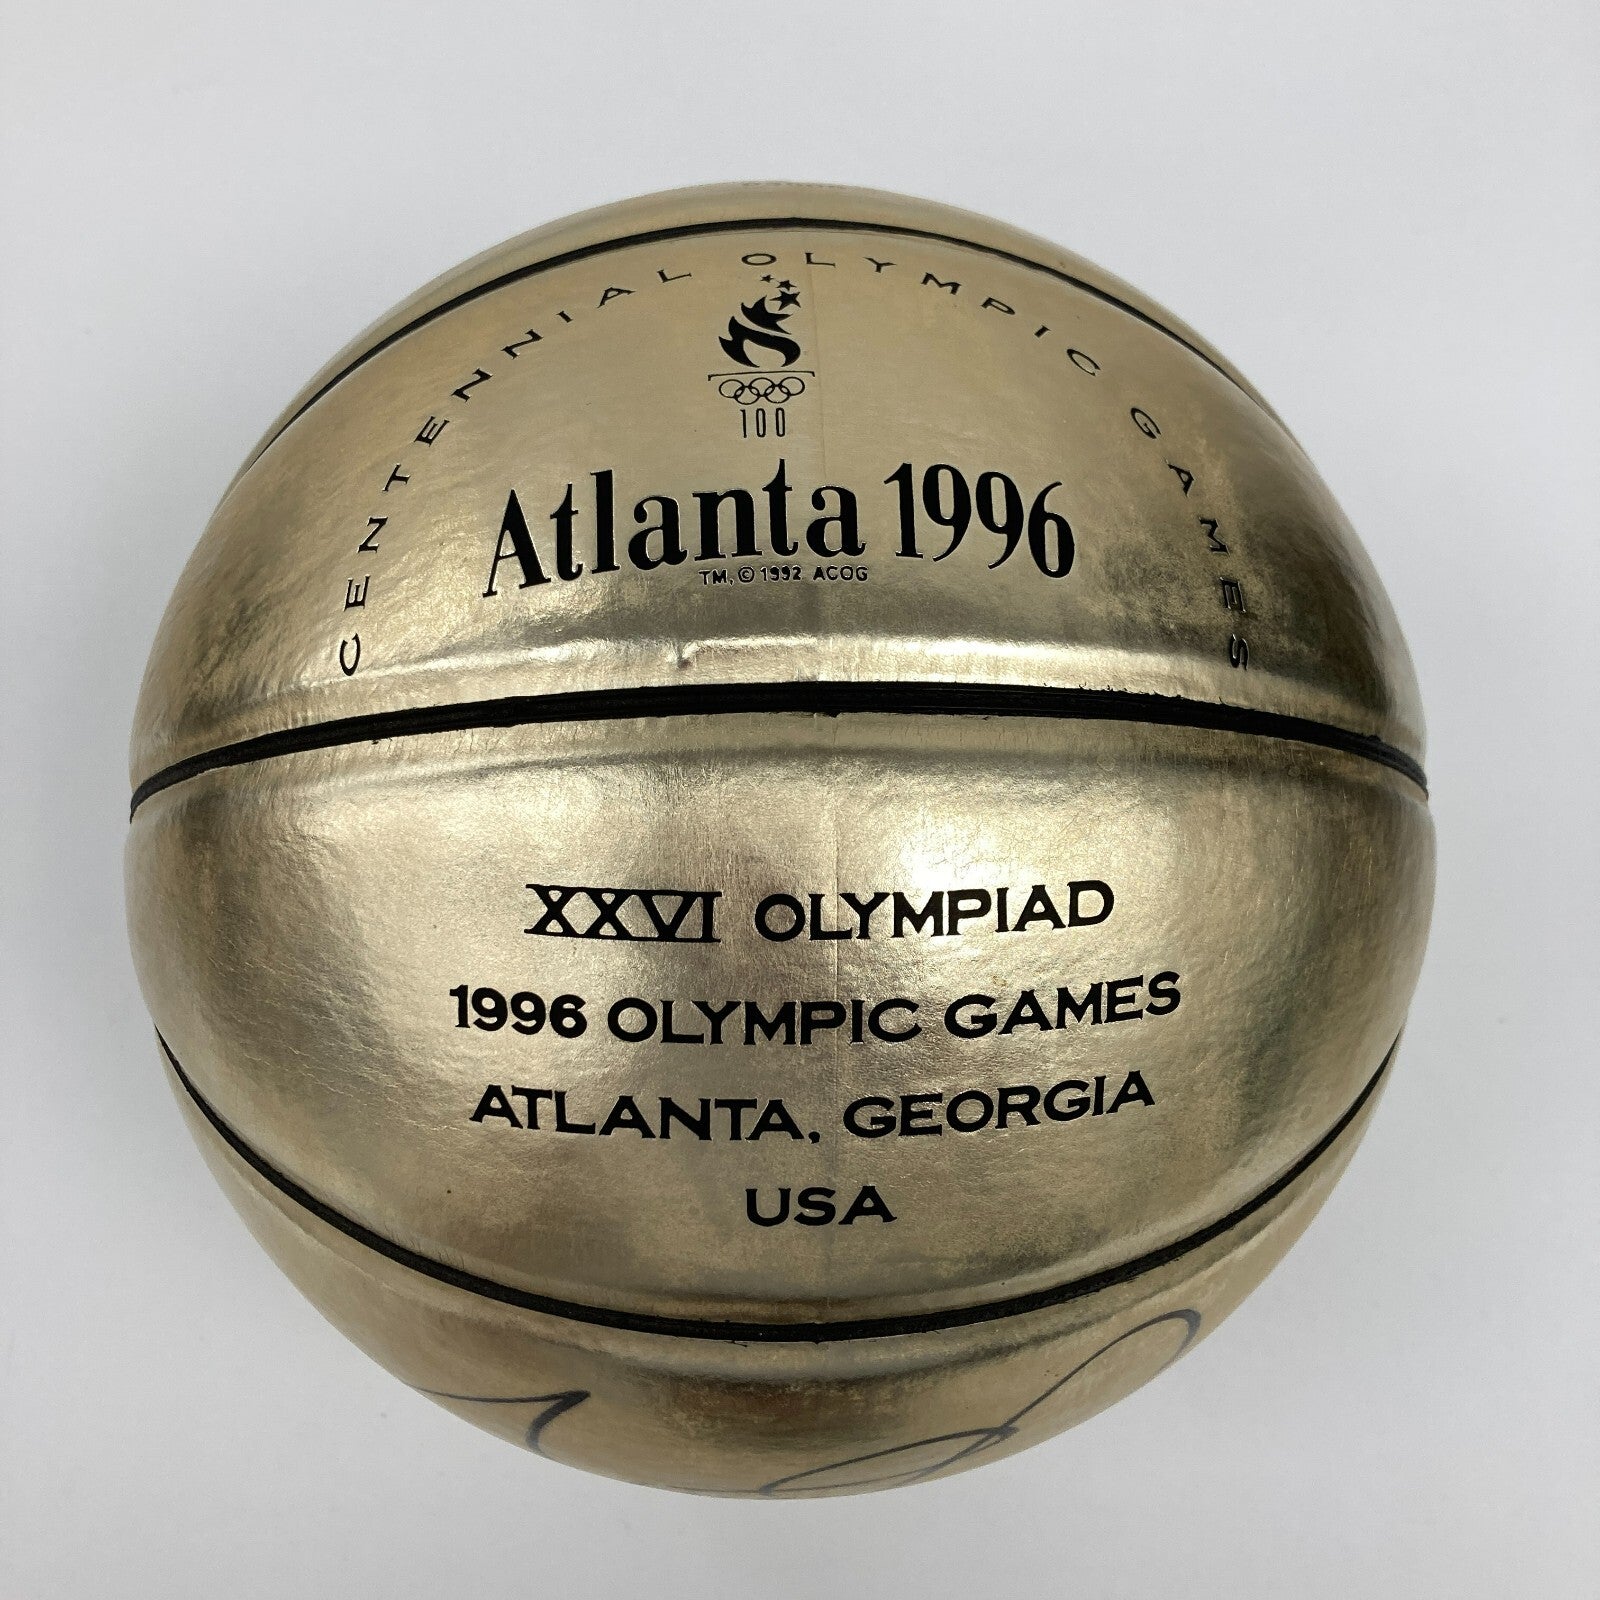 CENTENNIAL OLYMPIC GAMES
100
Atlanta 1996
TM, © 1992 ACOG
XXVI OLYMPIAD
1996 OLYMPIC GAMES
ATLANTA, GEORGIA
USA